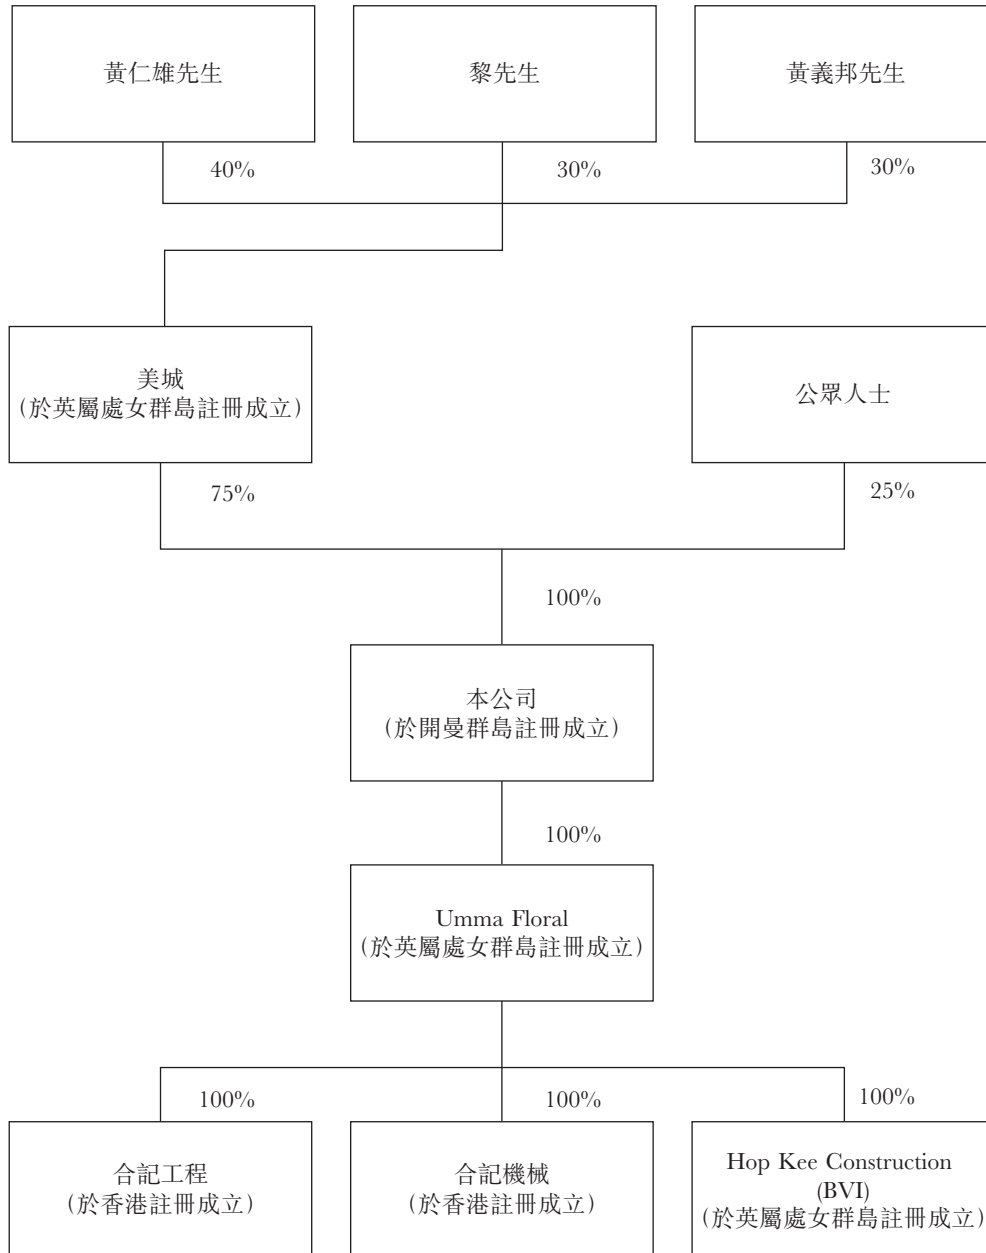 黃仁雄先生
黎先生
黃義邦先生
40%
30%
30%
美城
（於英屬處女群島註冊成立）
公眾人士
75%
25%
100%
本公司
（於開曼群島註冊成立）
100%
Umma Floral
（於英屬處女群島註冊成立）
100%
100%
100%
合記工程
（於香港註冊成立）
合記機械
（於香港註冊成立）
Hop Kee Construction
(BVI)
（於英屬處女群島註冊成立）